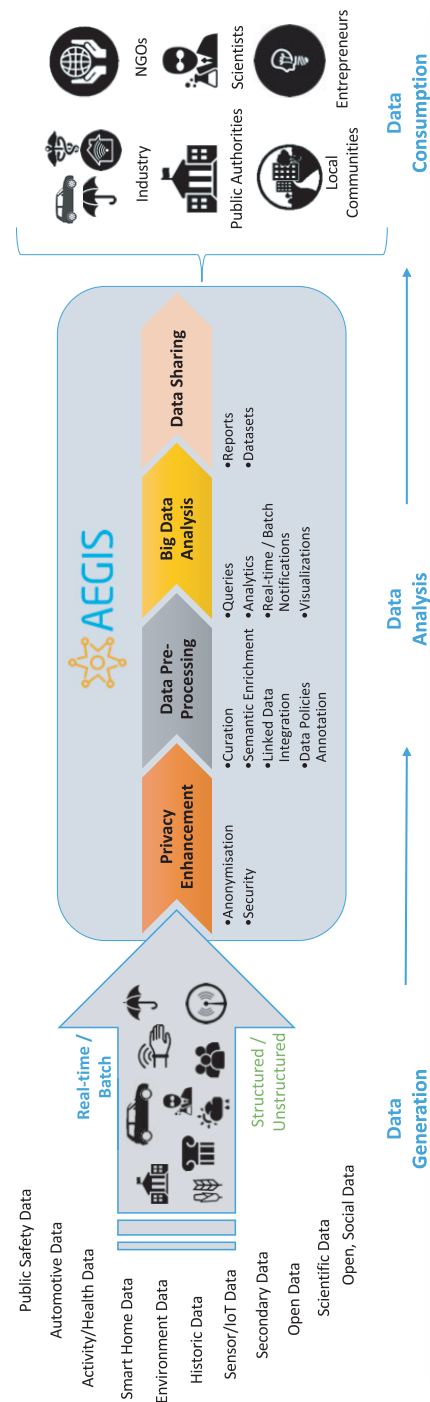 Public Safety Data
Automotive Data
Activity/Health Data
Smart Home Data
Environment Data
Historic Data
Sensor/IoT Data
Secondary Data
Open Data
Scientific Data
Open, Social Data
Real-time /
Batch
Structured /
Unstructured
AEGIS
Privacy
Enhancement
•Anonymisation
•Security
Data Pre-
Processing
•Curation
•Semantic Enrichment
•Linked Data
Integration
•Data Policies
Annotation
Big Data
Analysis
•Queries
•Analytics
•Real-time / Batch
Notifications
•Visualizations
Data Sharing
•Reports
•Datasets
Industry
NGOs
Public Authorities
Scientists
Local
Communities
Entrepreneurs
Data
Generation
Data
Analysis
Data
Consumption